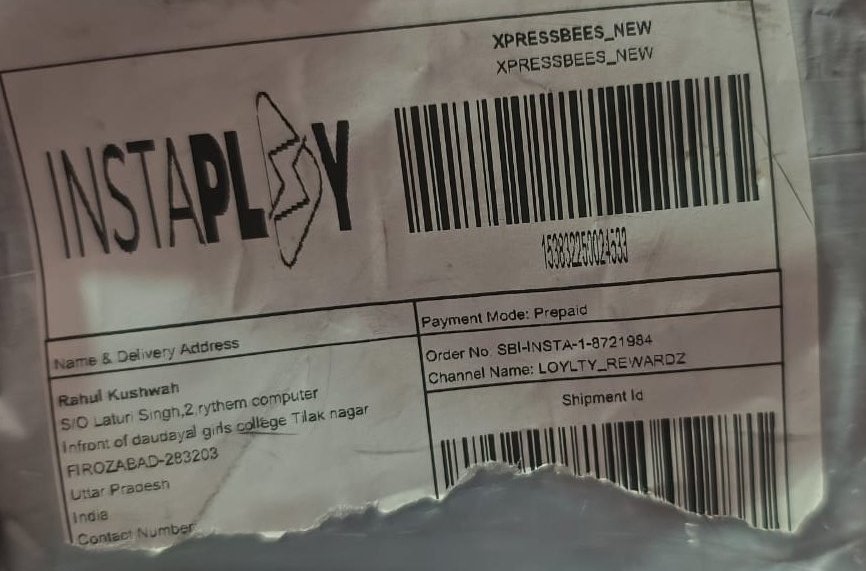 XPRESSBEES_NEW
XPRESSBEES_NEW
INSTAPLAY
153832250024533
Name & Delivery Address
Rahul Kushwah
S/O Laturi Singh,2,rythem computer
Infront of daudayal girls college Tilak nagar
FIROZABAD-283203
Uttar Pradesh
India
Contact Number
Payment Mode: Prepaid
Order No. SBI-INSTA-1-8721984
Channel Name: LOYLTY_REWARDZ
Shipment Id